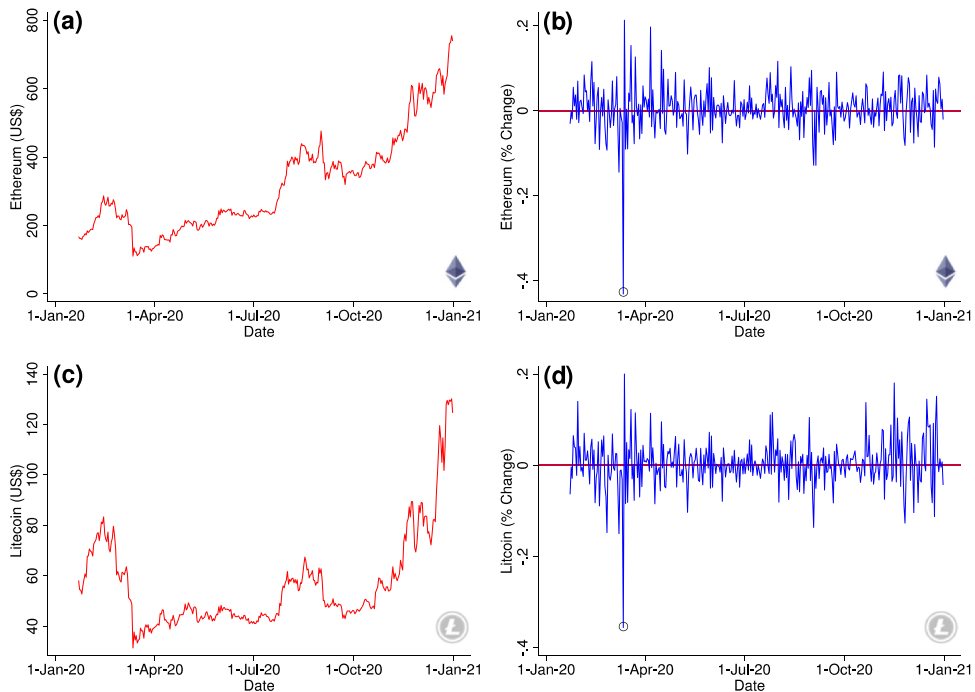 (a)
Ethereum (US$)
800
600
400
200
0
1-Jan-20 1-Apr-20 1-Jul-20 1-Oct-20 1-Jan-21
Date
(b)
Ethereum (% Change)
.2
0
-.2
-.4
1-Jan-20 1-Apr-20 1-Jul-20 1-Oct-20 1-Jan-21
Date
(c)
Litecoin (US$)
140
120
100
80
60
40
1-Jan-20 1-Apr-20 1-Jul-20 1-Oct-20 1-Jan-21
Date
(d)
Litcoin (% Change)
.2
0
-.2
-.4
1-Jan-20 1-Apr-20 1-Jul-20 1-Oct-20 1-Jan-21
Date